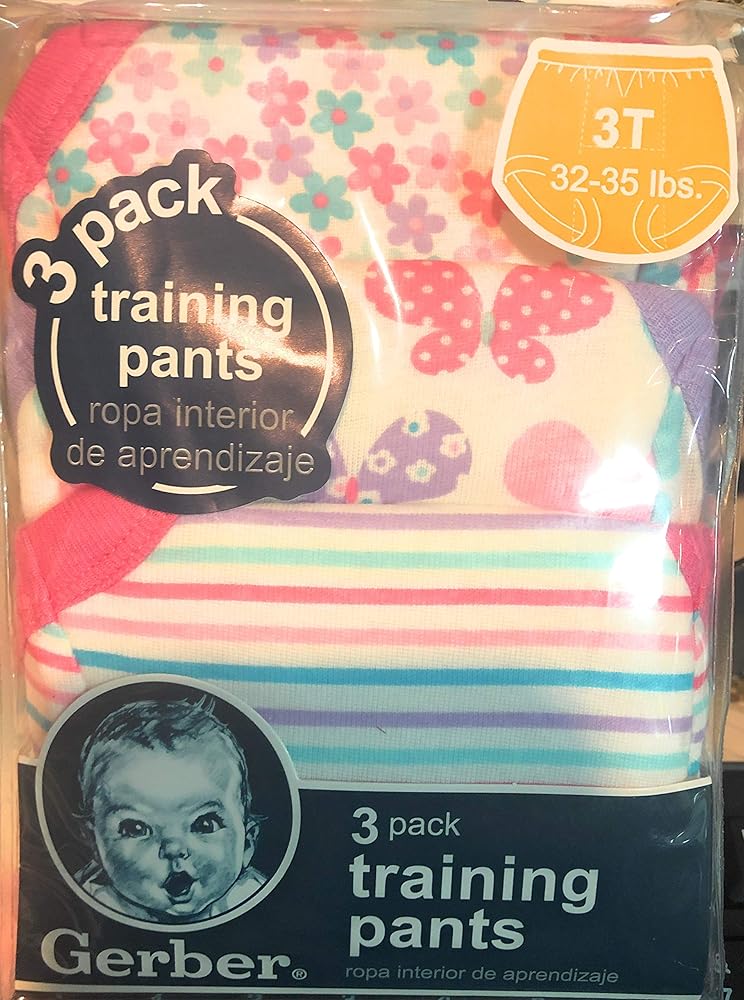 3T
32-35 lbs.
3 pack
training
pants
ropa interior
de aprendizaje
3 pack
training
pants
ropa interior de aprendizaje
Gerber®